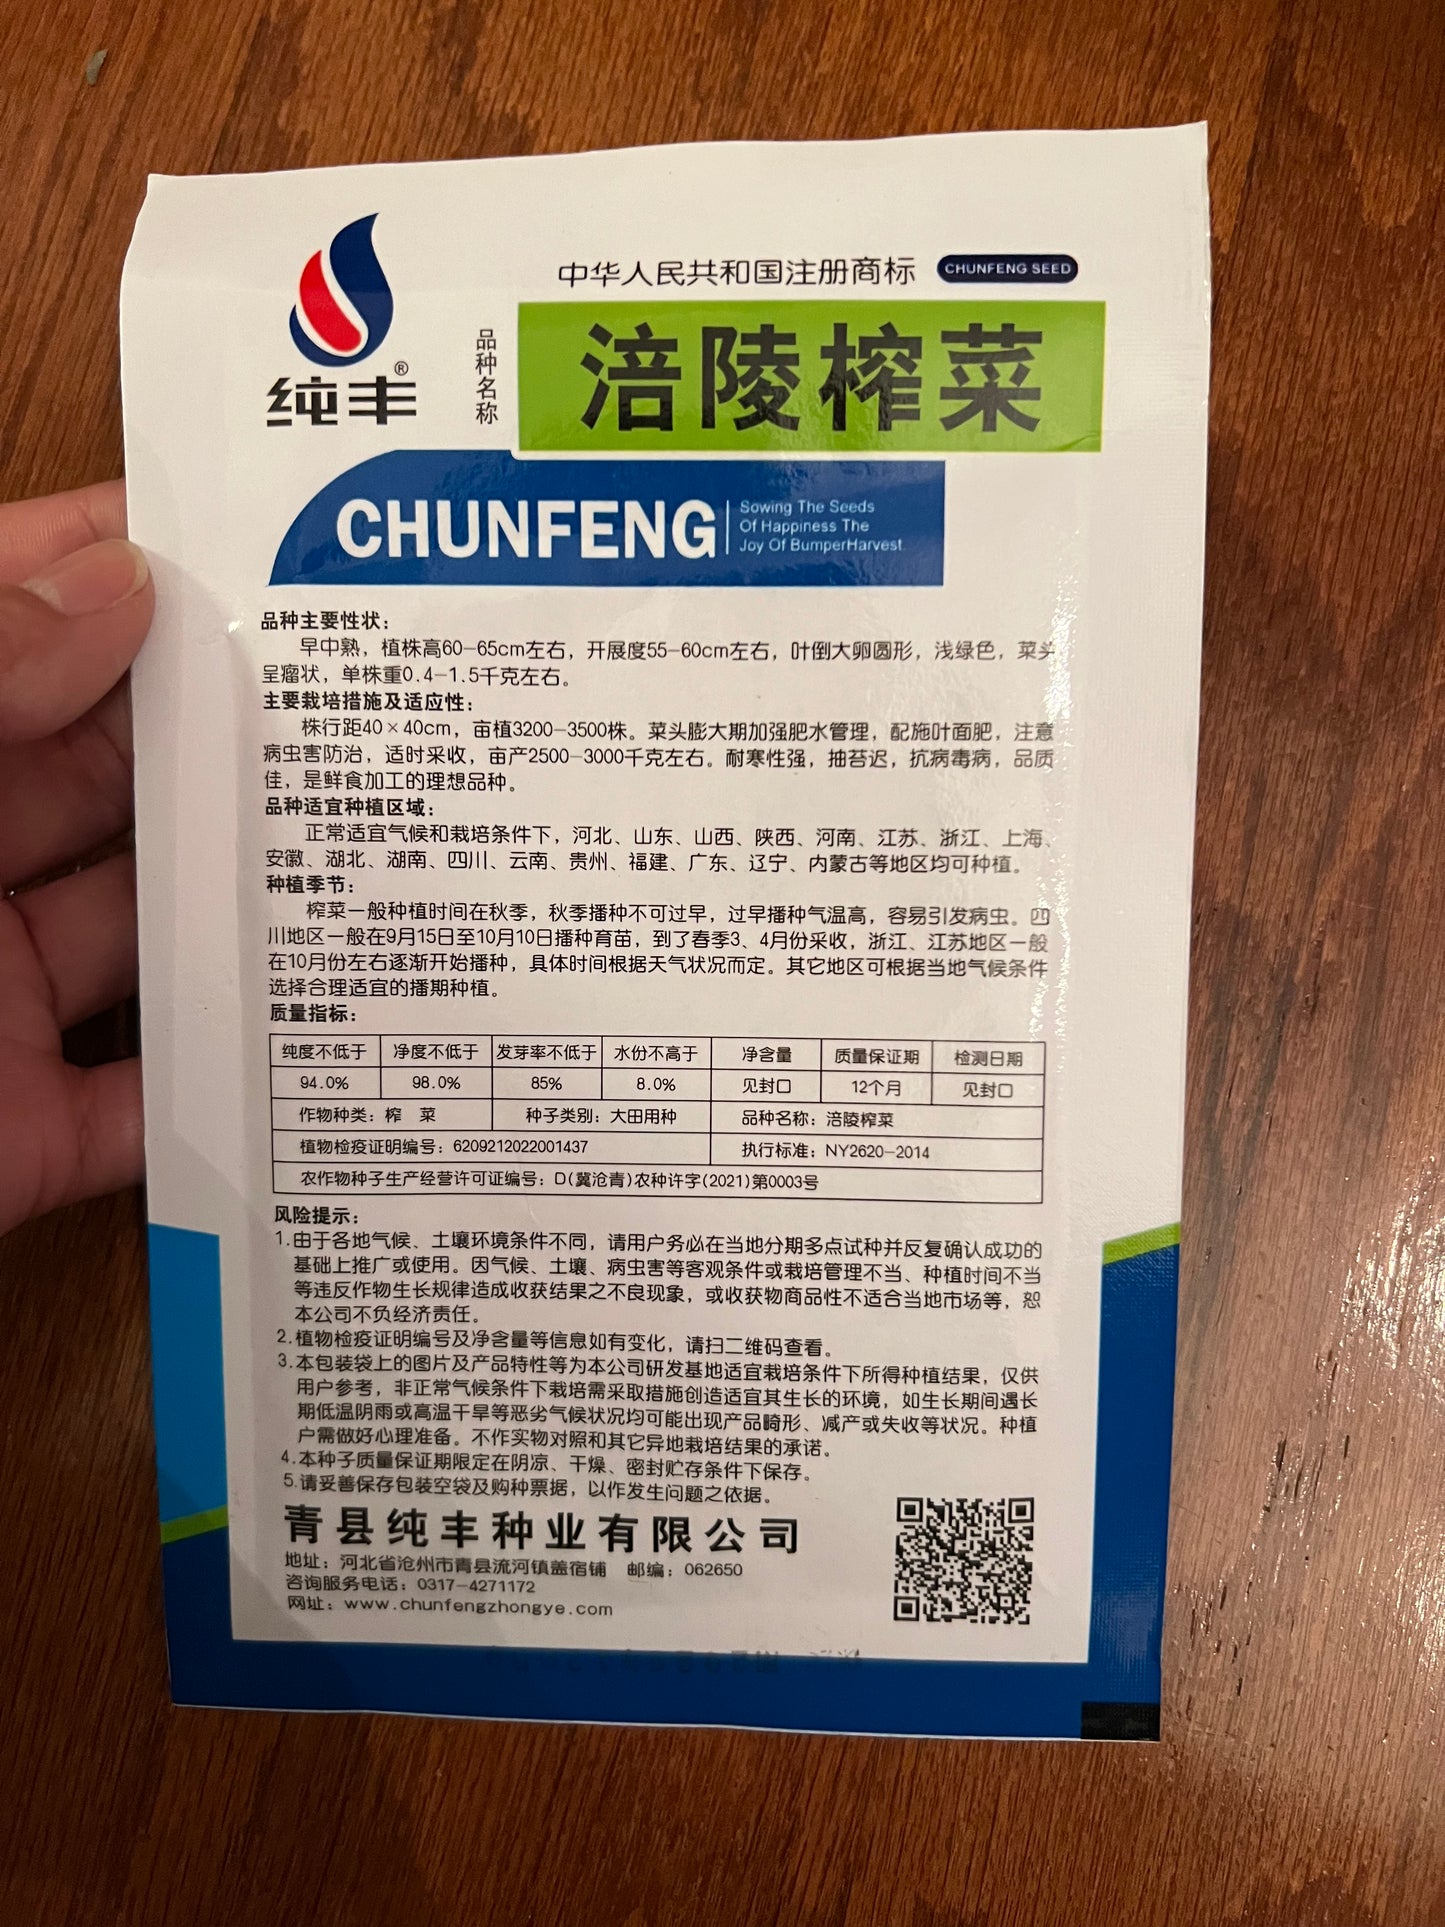 中华人民共和国注册商标 CHUNFENG SEED
纯丰®
品种名称
涪陵榨菜
CHUNFENG
Sowing The Seeds
Of Happiness The
Joy Of BumperHarvest.
品种主要性状：
早中熟，植株高60-65cm左右，开展度55-60cm左右，叶倒大卵圆形，浅绿色，菜头
呈瘤状，单株重0.4-1.5千克左右。
主要栽培措施及适应性：
株行距40×40cm，亩植3200-3500株。菜头膨大期加强肥水管理，配施叶面肥，注意
病虫害防治，适时采收，亩产2500-3000千克左右。耐寒性强，抽苔迟，抗病毒病，品质
佳，是鲜食加工的理想品种。
品种适宜种植区域：
正常适宜气候和栽培条件下，河北、山东、山西、陕西、河南、江苏、浙江、上海、
安徽、湖北、湖南、四川、云南、贵州、福建、广东、辽宁、内蒙古等地区均可种植。
种植季节：
榨菜一般种植时间在秋季，秋季播种不可过早，过早播种气温高，容易引发病虫。四
川地区一般在9月15日至10月10日播种育苗，到了春季3、4月份采收，浙江、江苏地区一般
在10月份左右逐渐开始播种，具体时间根据天气状况而定。其它地区可根据当地气候条件
选择合理适宜的播期种植。
质量指标：
纯度不低于 净度不低于 发芽率不低于 水份不高于 净含量 质量保证期 检测日期
94.0% 98.0% 85% 8.0% 见封口 12个月 见封口
作物种类：榨 菜 种子类别：大田用种 品种名称：涪陵榨菜
植物检疫证明编号：6209212022001437 执行标准：NY2620-2014
农作物种子生产经营许可证编号：D(冀沧青)农种许字(2021)第0003号
风险提示：
1.由于各地气候、土壤环境条件不同，请用户务必在当地分期多点试种并反复确认成功的
基础上推广或使用。因气候、土壤、病虫害等客观条件或栽培管理不当、种植时间不当
等违反作物生长规律造成收获结果之不良现象，或收获物商品性不适合当地市场等，恕
本公司不负经济责任。
2.植物检疫证明编号及净含量等信息如有变化，请扫二维码查看。
3.本包装袋上的图片及产品特性等为本公司研发基地适宜栽培条件下所得种植结果，仅供
用户参考，非正常气候条件下栽培需采取措施创造适宜其生长的环境，如生长期间遇长
期低温阴雨或高温干旱等恶劣气候状况均可能出现产品畸形、减产或失收等状况。种植
户需做好心理准备。不作实物对照和其它异地栽培结果的承诺。
4.本种子质量保证期限定在阴凉、干燥、密封贮存条件下保存。
5.请妥善保存包装空袋及购种票据，以作发生问题之依据。
青县纯丰种业有限公司
地址：河北省沧州市青县流河镇盖宿铺 邮编：062650
咨询服务电话：0317-4271172
网址：www.chunfengzhongye.com